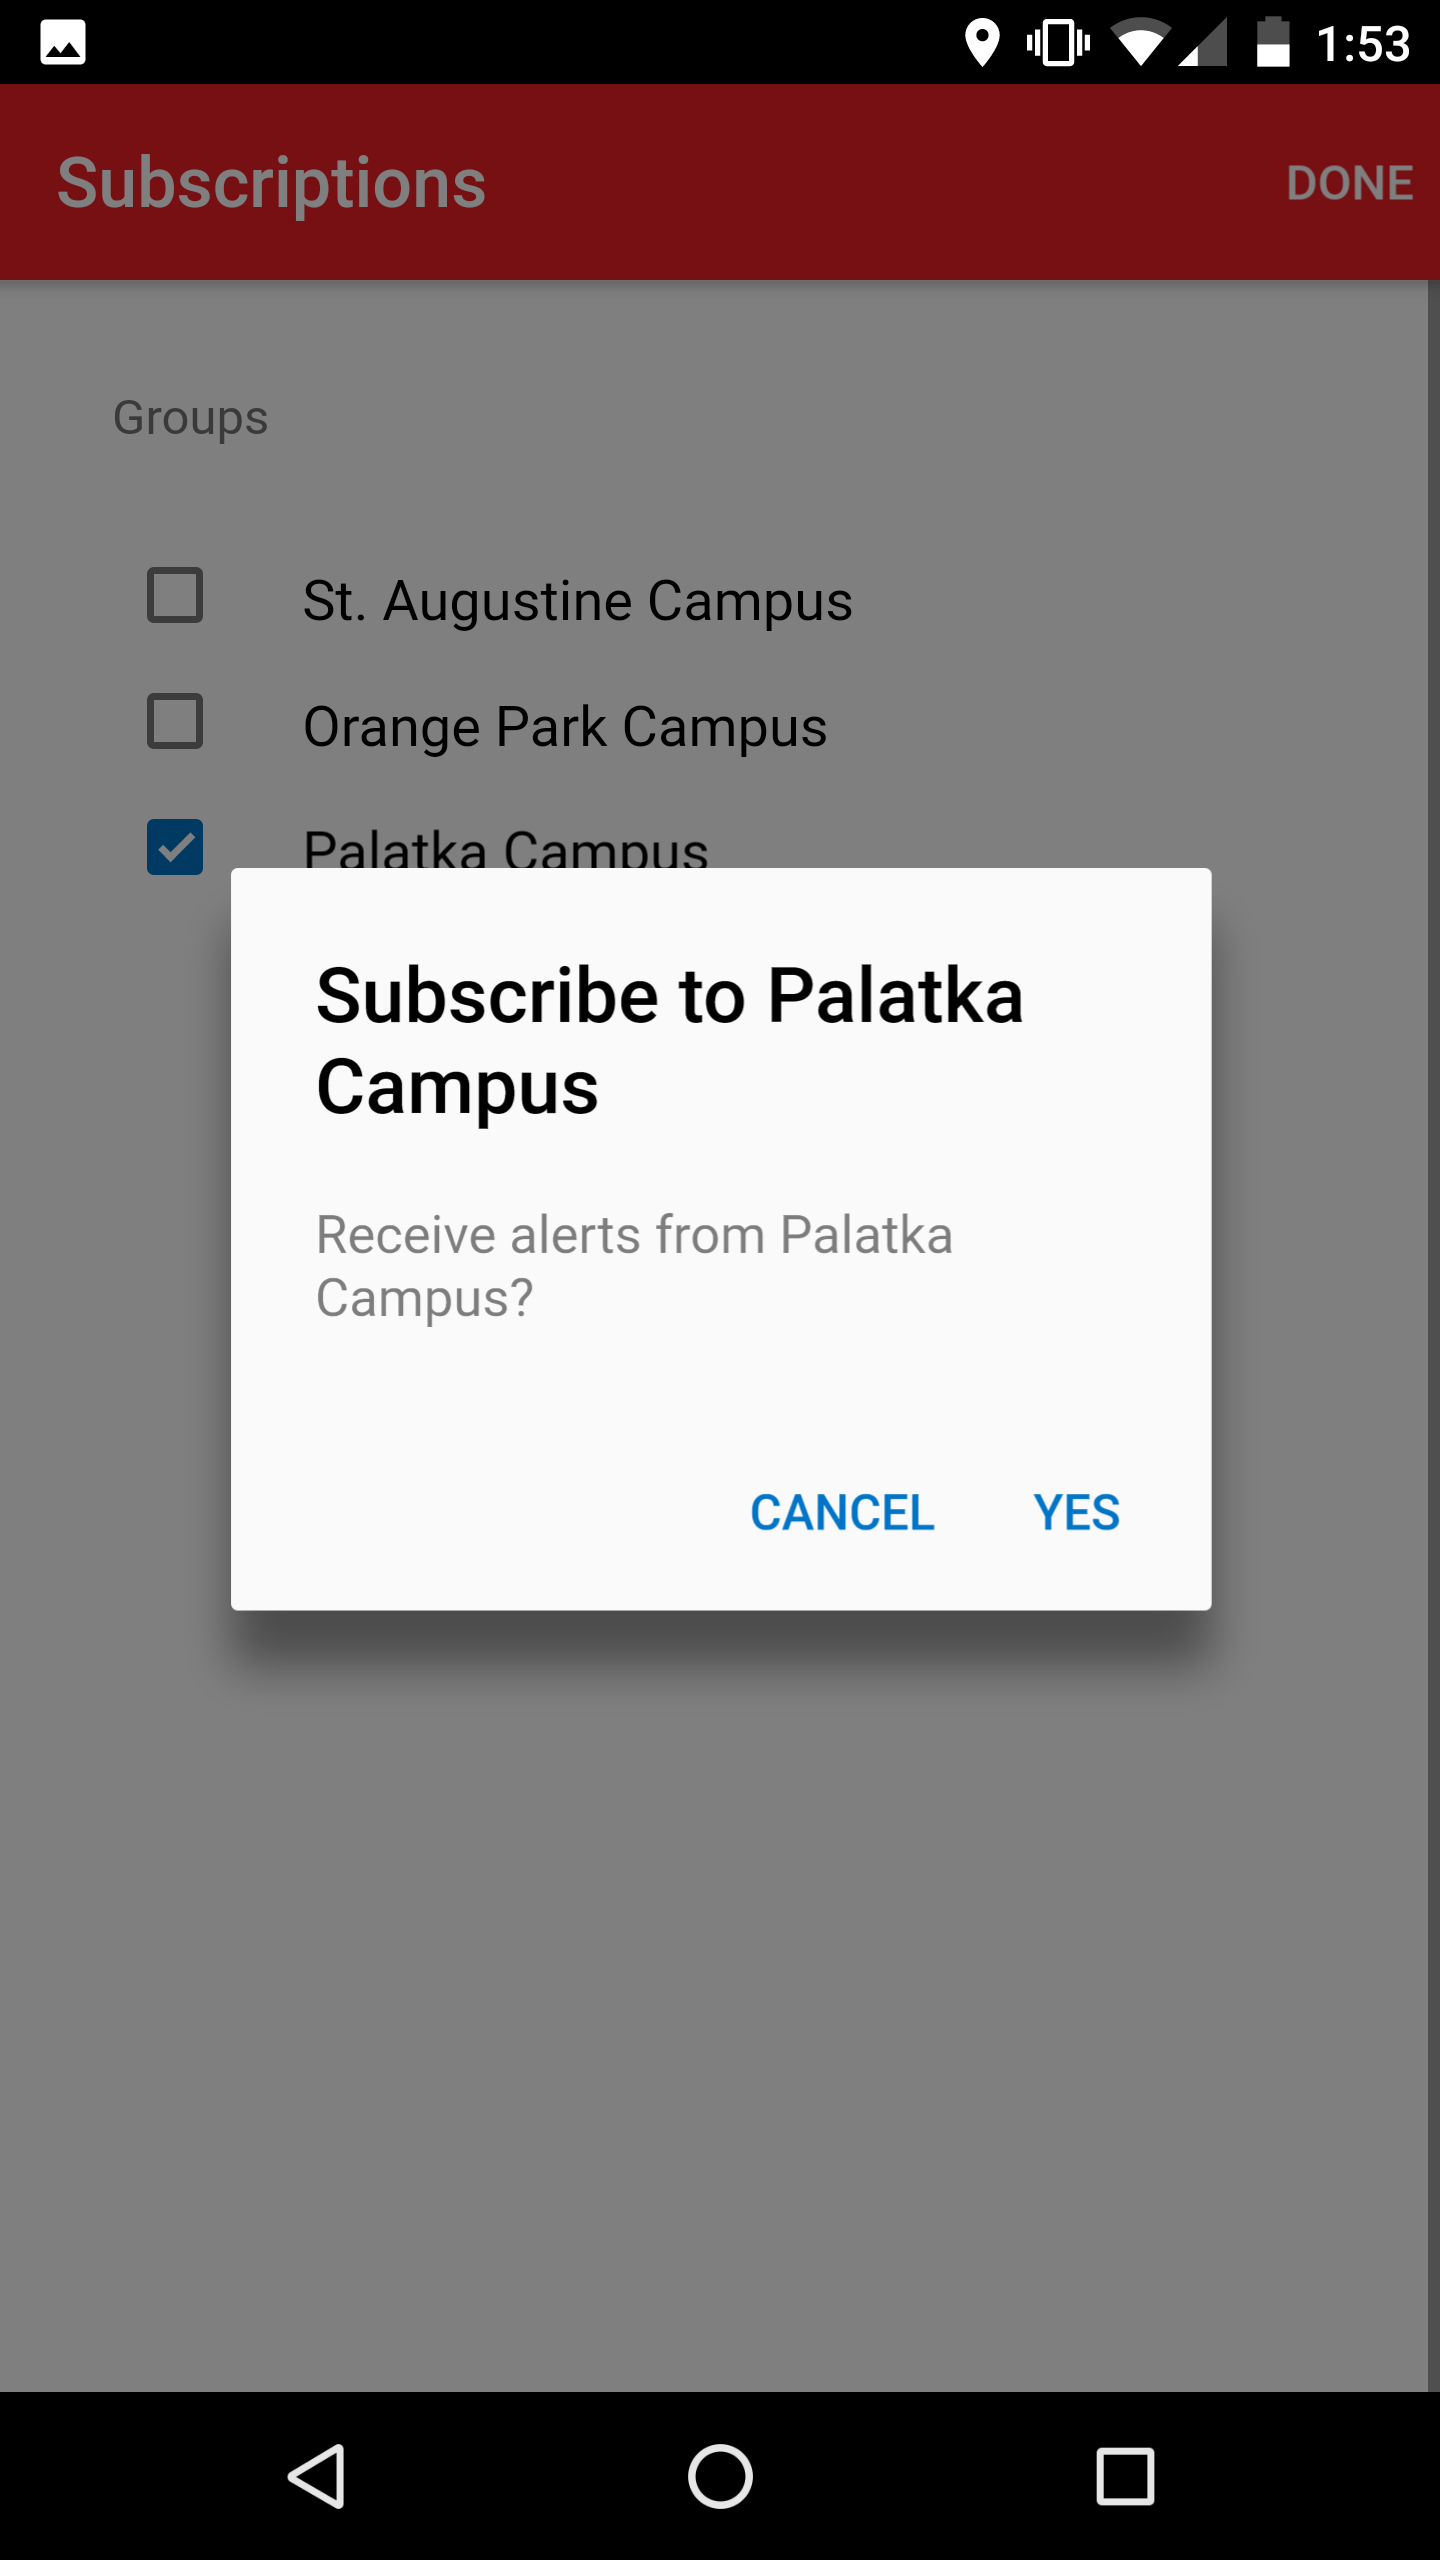 1:53
Subscriptions
DONE
Groups
St. Augustine Campus
Orange Park Campus
Palatka Campus
Subscribe to Palatka
Campus
Receive alerts from Palatka
Campus?
CANCEL
YES